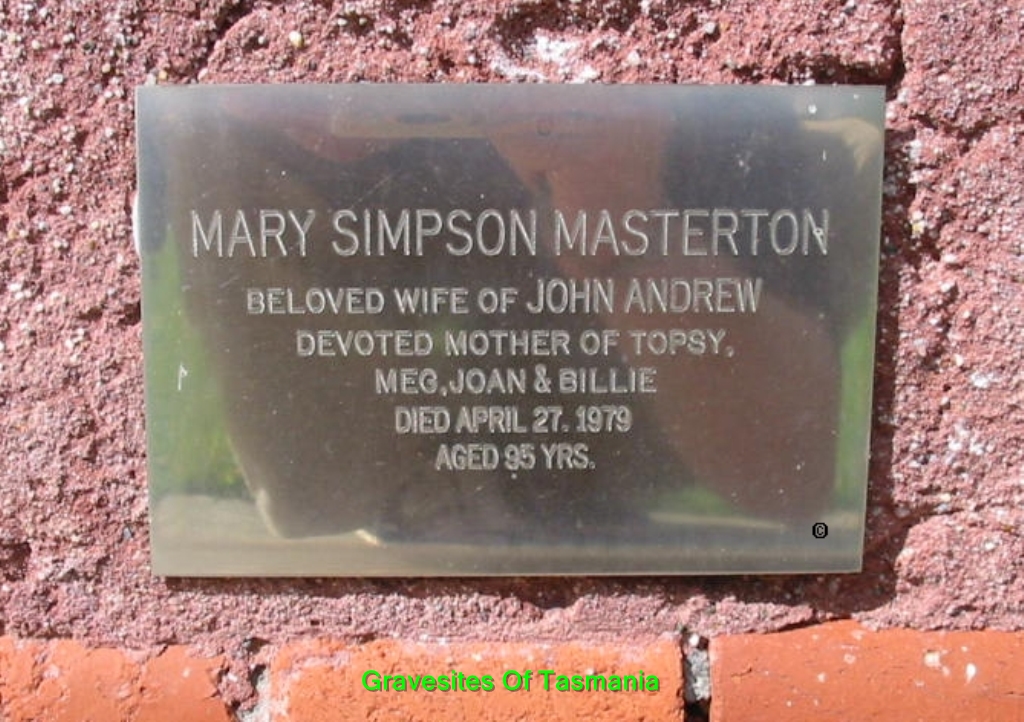 MARY SIMPSON MASTERTON
BELOVED WIFE OF JOHN ANDREW
DEVOTED MOTHER OF TOPSY,
MEG, JOAN & BILLIE
DIED APRIL 27. 1979
AGED 95 YRS.
©
Gravesites Of Tasmania